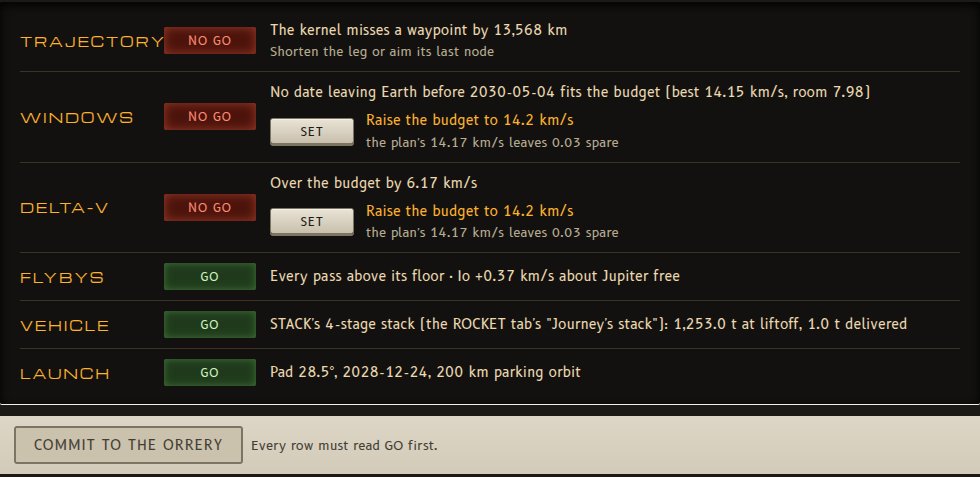 TRAJECTORY NO GO The kernel misses a waypoint by 13,568 km
Shorten the leg or aim its last node
No date leaving Earth before 2030-05-04 fits the budget (best 14.15 km/s, room 7.98)
WINDOWS NO GO
SET Raise the budget to 14.2 km/s
the plan's 14.17 km/s leaves 0.03 spare
Over the budget by 6.17 km/s
DELTA-V NO GO
SET Raise the budget to 14.2 km/s
the plan's 14.17 km/s leaves 0.03 spare
FLYBYS GO Every pass above its floor · Io +0.37 km/s about Jupiter free
VEHICLE GO STACK's 4-stage stack (the ROCKET tab's "Journey's stack"): 1,253.0 t at liftoff, 1.0 t delivered
LAUNCH GO Pad 28.5°, 2028-12-24, 200 km parking orbit
COMMIT TO THE ORRERY Every row must read GO first.